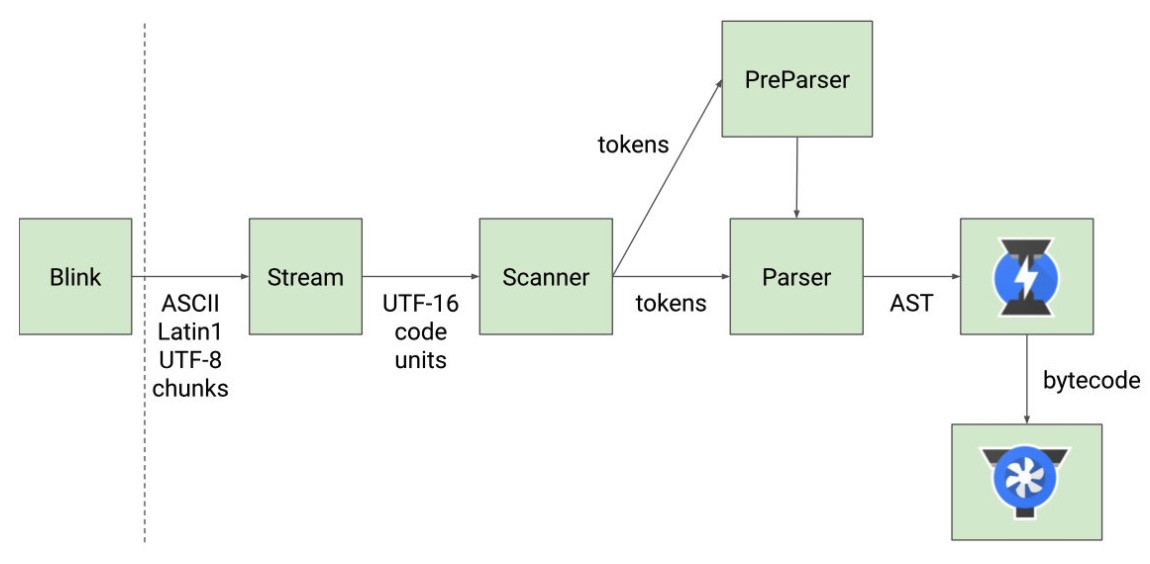 PreParser
tokens
Blink
Stream
Scanner
Parser
ASCII
Latin1
UTF-8
chunks
UTF-16
code
units
tokens
AST
bytecode